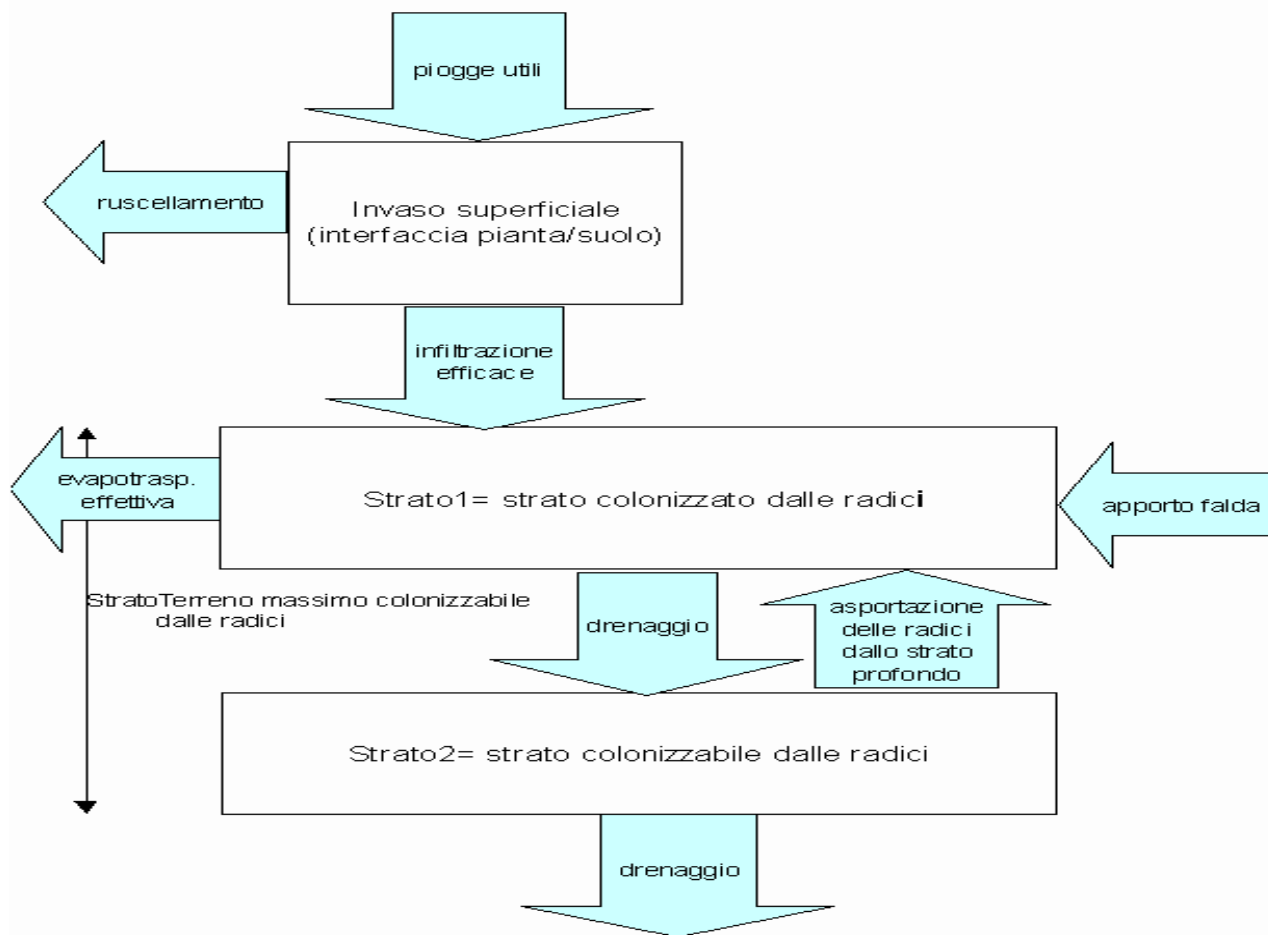 piogge utili
ruscellamento
Invaso superficiale
(interfaccia pianta/suolo)
infiltrazione
efficace
evapotrasp.
effettiva
Strato1= strato colonizzato dalle radici
apporto falda
StratoTerreno massimo colonizzabile
dalle radici
drenaggio
asportazione
delle radici
dallo strato
profondo
Strato2= strato colonizzabile dalle radici
drenaggio